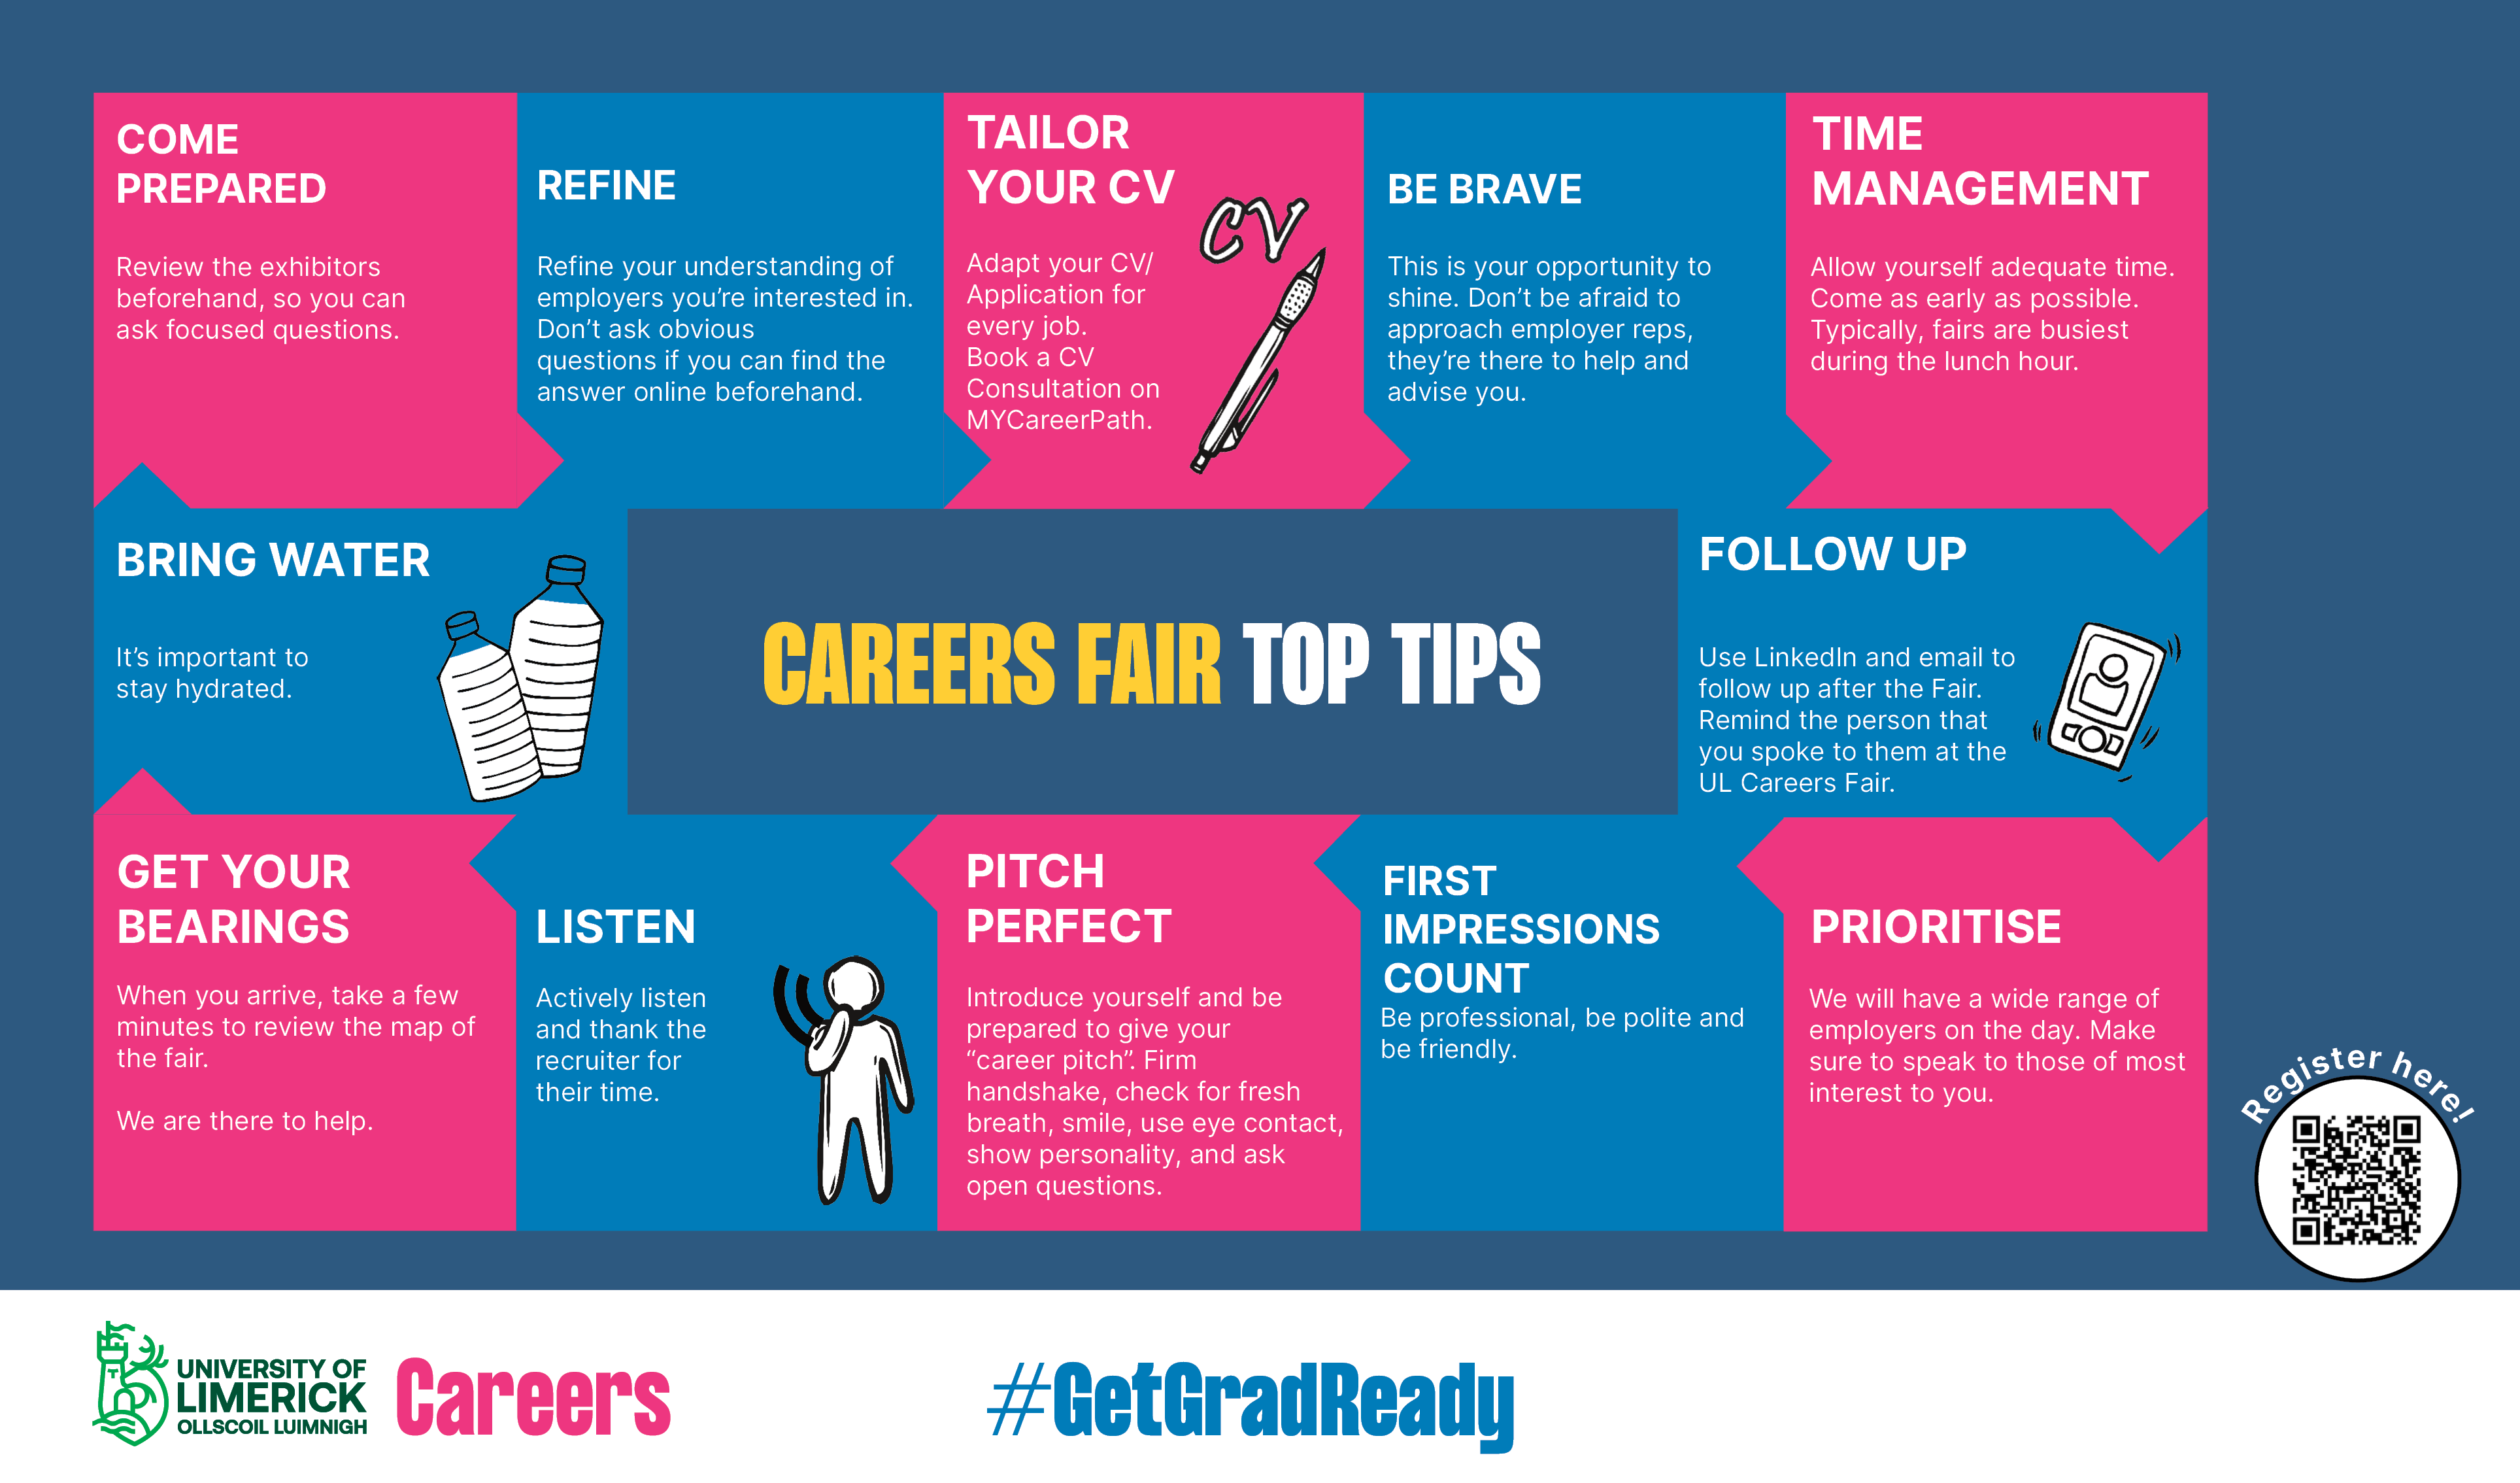 COME
PREPARED
Review the exhibitors
beforehand, so you can
ask focused questions.
REFINE
Refine your understanding of
employers you're interested in.
Don't ask obvious
questions if you can find the
answer online beforehand.
TAILOR
YOUR CV
Adapt your CV/
Application for
every job.
Book a CV
Consultation on
MYCareerPath.
CV
BE BRAVE
This is your opportunity to
shine. Don't be afraid to
approach employer reps,
they're there to help and
advise you.
TIME
MANAGEMENT
Allow yourself adequate time.
Come as early as possible.
Typically, fairs are busiest
during the lunch hour.
BRING WATER
It's important to
stay hydrated.
CAREERS FAIR TOP TIPS
FOLLOW UP
Use LinkedIn and email to
follow up after the Fair.
Remind the person that
you spoke to them at the
UL Careers Fair.
GET YOUR
BEARINGS
When you arrive, take a few
minutes to review the map of
the fair.
We are there to help.
LISTEN
Actively listen
and thank the
recruiter for
their time.
PITCH
PERFECT
Introduce yourself and be
prepared to give your
“career pitch”. Firm
handshake, check for fresh
breath, smile, use eye contact,
show personality, and ask
open questions.
FIRST
IMPRESSIONS
COUNT
Be professional, be polite and
be friendly.
PRIORITISE
We will have a wide range of
employers on the day. Make
sure to speak to those of most
interest to you.
Register here!
UNIVERSITY OF
LIMERICK
OLLSCOIL LUIMNIGH
Careers
#GetGradReady